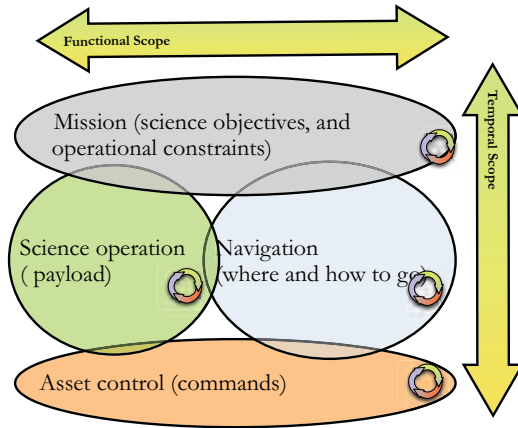 Functional Scope
Mission (science objectives, and
operational constraints)
Temporal Scope
Science operation
( payload)
Navigation
(where and how to go)
Asset control (commands)